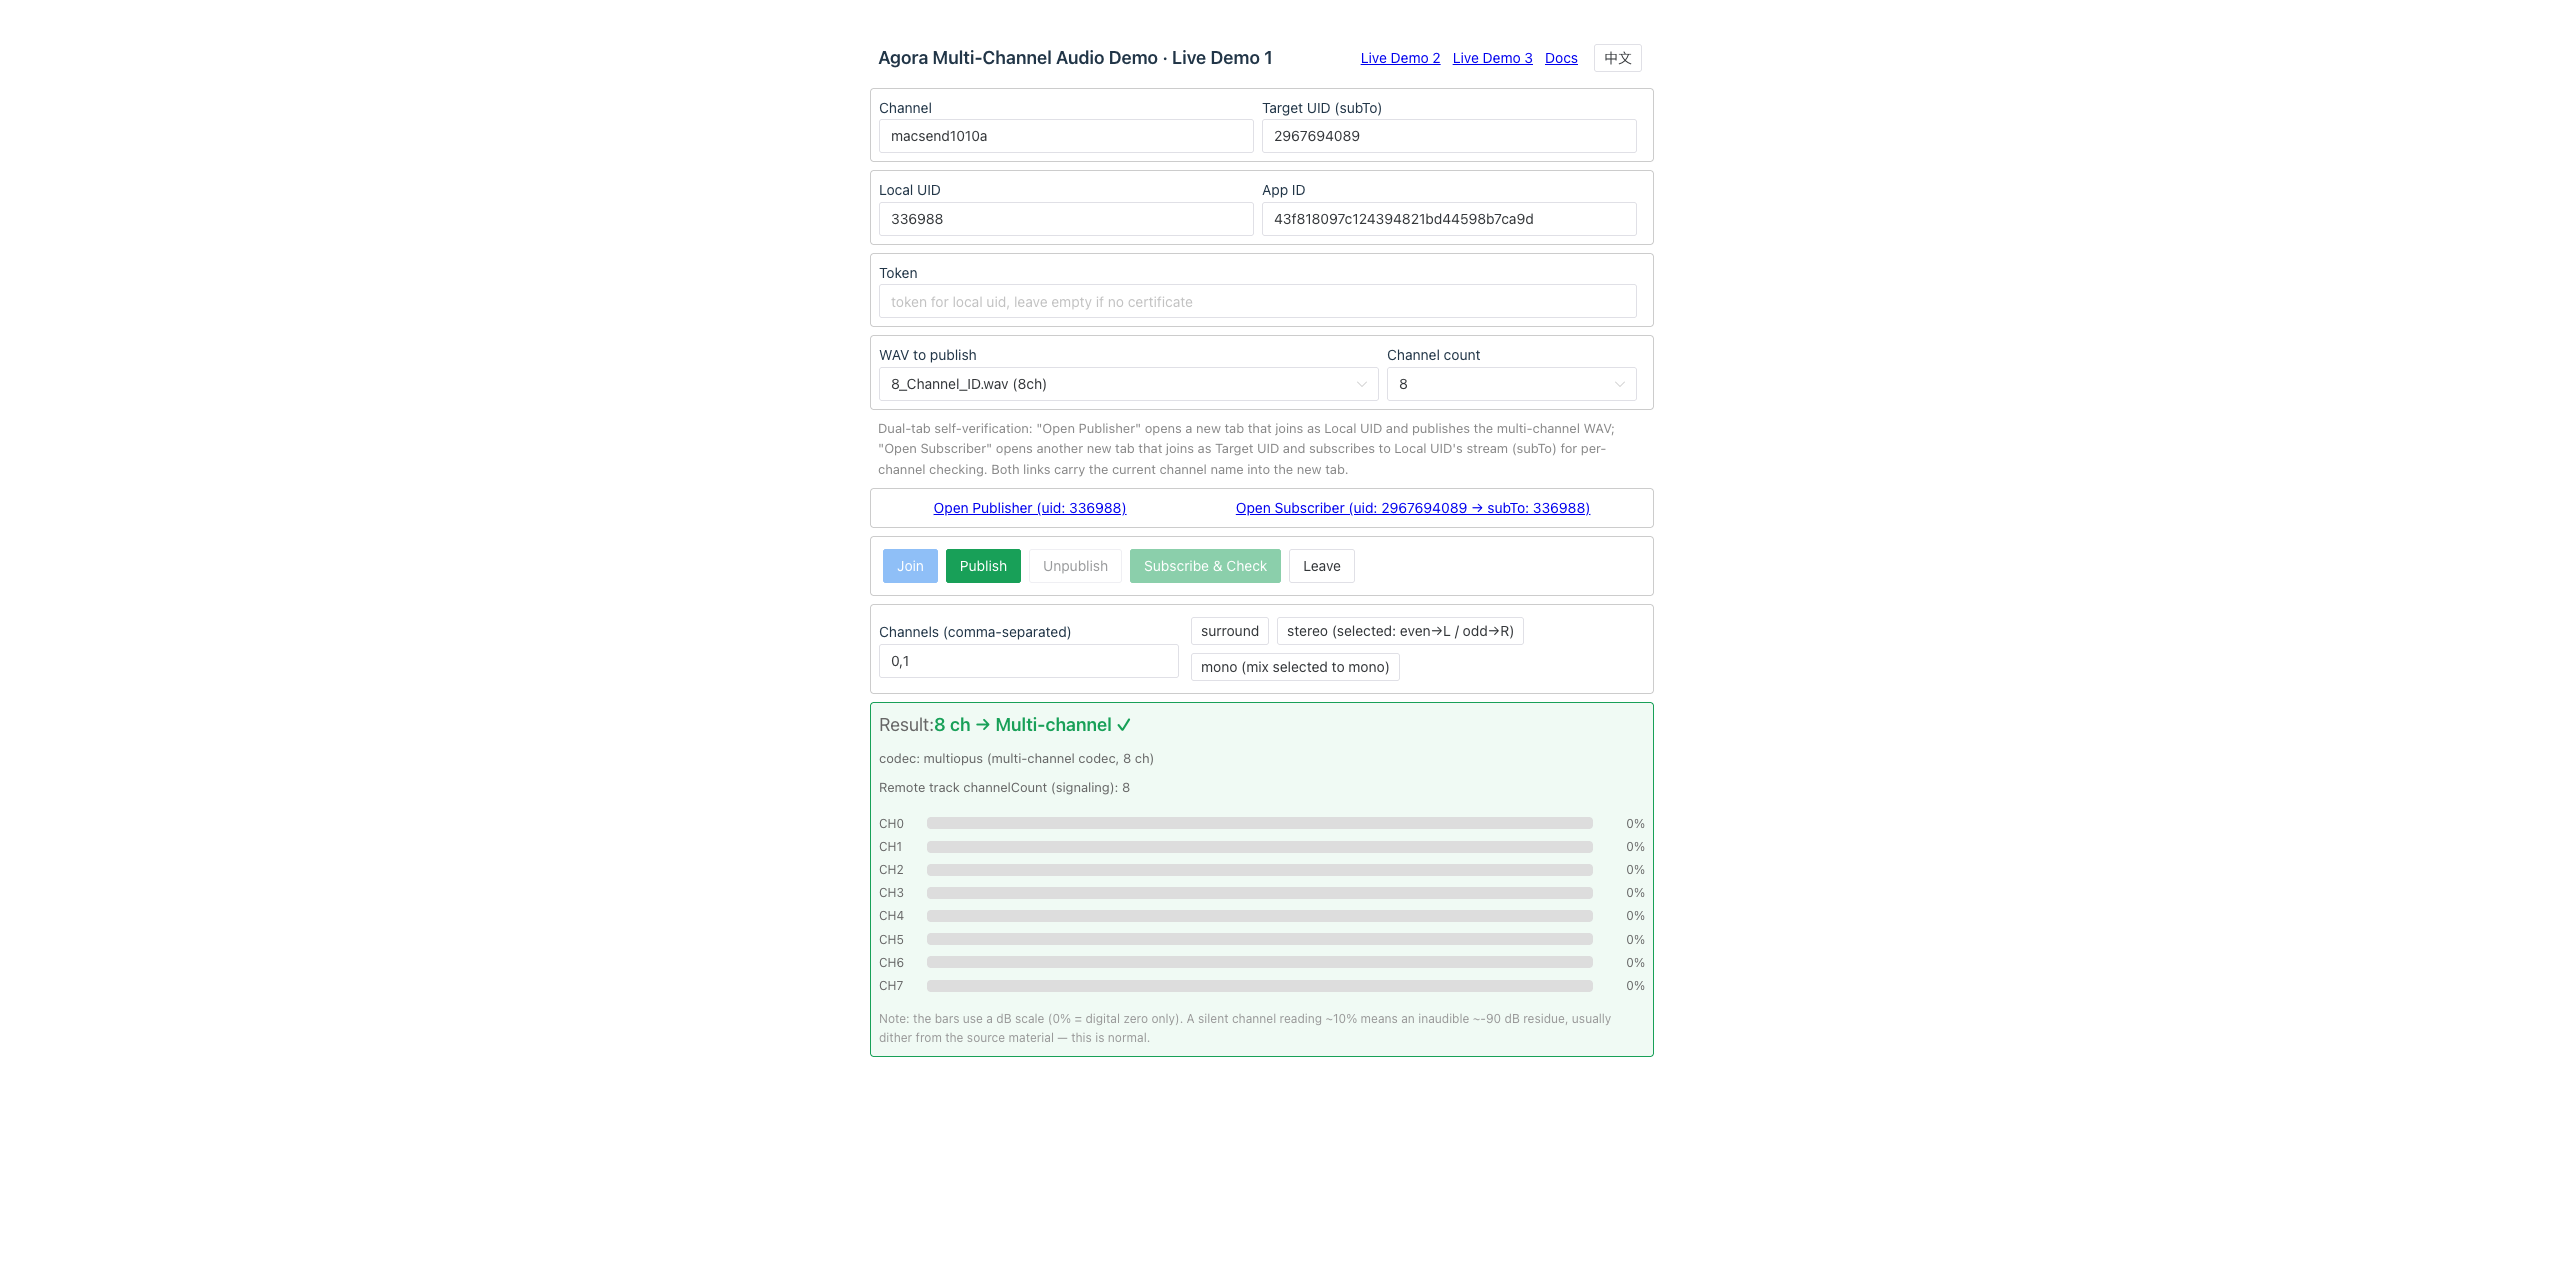 Agora Multi-Channel Audio Demo · Live Demo 1
Live Demo 2 Live Demo 3 Docs 中文
Channel Target UID (subTo)
macsend1010a 2967694089
Local UID App ID
336988 43f818097c124394821bd44598b7ca9d
Token
token for local uid, leave empty if no certificate
WAV to publish Channel count
8_Channel_ID.wav (8ch) 8
Dual-tab self-verification: "Open Publisher" opens a new tab that joins as Local UID and publishes the multi-channel WAV;
"Open Subscriber" opens another new tab that joins as Target UID and subscribes to Local UID's stream (subTo) for per-
channel checking. Both links carry the current channel name into the new tab.
Open Publisher (uid: 336988) Open Subscriber (uid: 2967694089 → subTo: 336988)
Join Publish Unpublish Subscribe & Check Leave
Channels (comma-separated)
0,1
surround stereo (selected: even→L / odd→R)
mono (mix selected to mono)
Result:8 ch → Multi-channel ✓
codec: multiopus (multi-channel codec, 8 ch)
Remote track channelCount (signaling): 8
CH0 0%
CH1 0%
CH2 0%
CH3 0%
CH4 0%
CH5 0%
CH6 0%
CH7 0%
Note: the bars use a dB scale (0% = digital zero only). A silent channel reading ~10% means an inaudible ~-90 dB residue, usually
dither from the source material — this is normal.